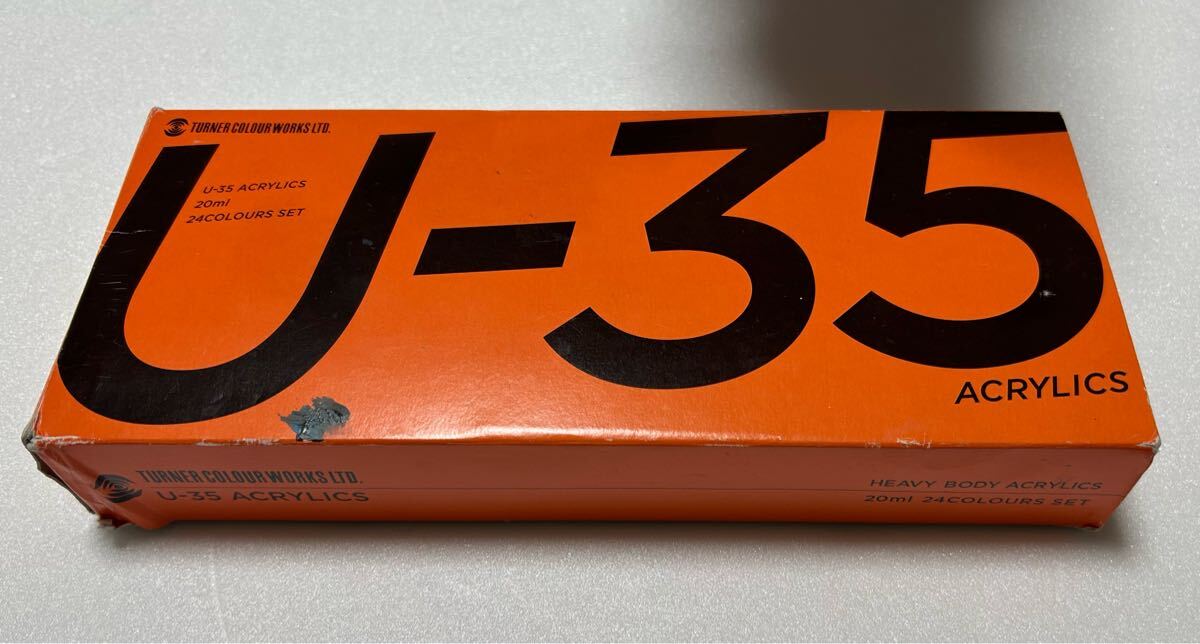 TURNER COLOUR WORKS LTD.
U-35 ACRYLICS
20ml
24COLOURS SET
U-35
ACRYLICS
TURNER COLOUR WORKS LTD.
U-35 ACRYLICS
HEAVY BODY ACRYLICS
20ml 24COLOURS SET